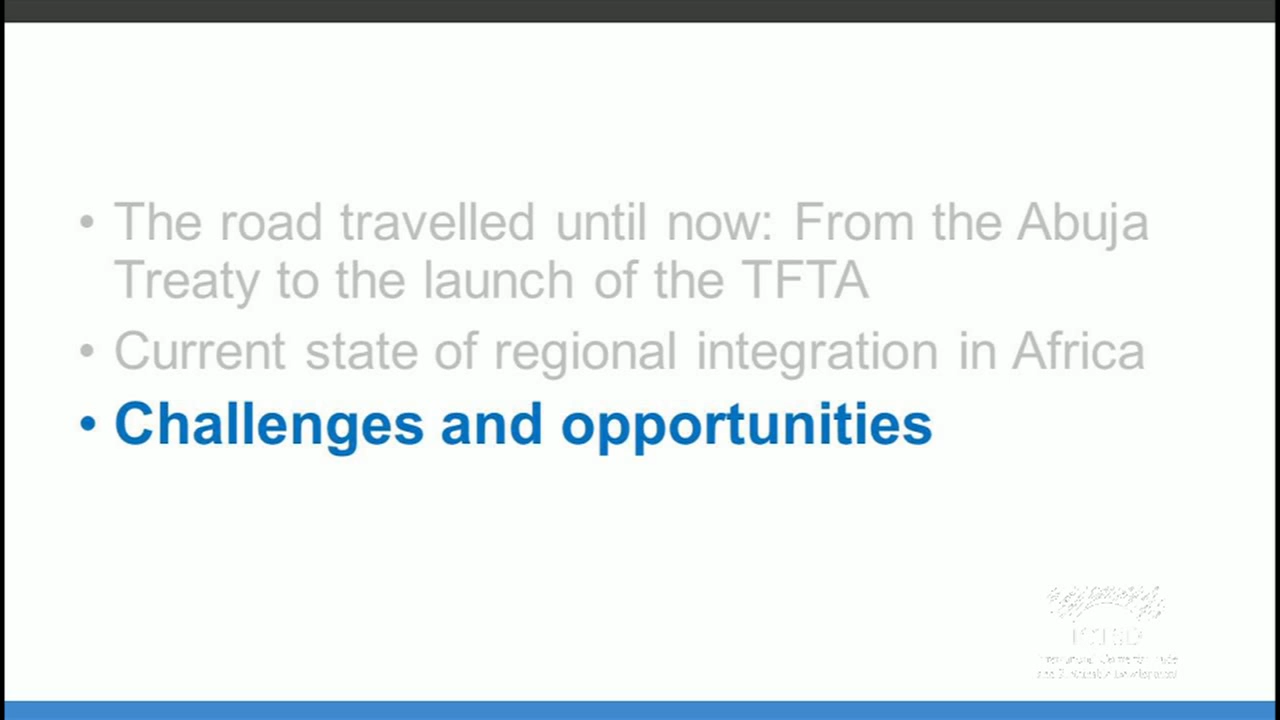 • The road travelled until now: From the Abuja
Treaty to the launch of the TFTA
• Current state of regional integration in Africa
• Challenges and opportunities